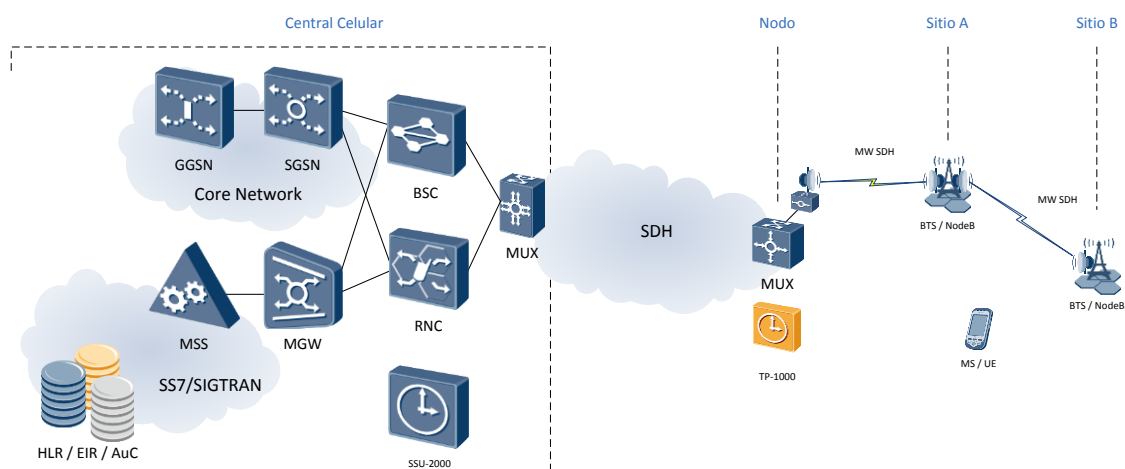 Central Celular
Nodo
Sitio A
Sitio B
GGSN
SGSN
Core Network
BSC
MUX
SDH
MW SDH
BTS / NodeB
MW SDH
BTS / NodeB
MUX
MSS
MGW
RNC
SS7/SIGTRAN
HLR / EIR / AuC
SSU-2000
TP-1000
MS / UE